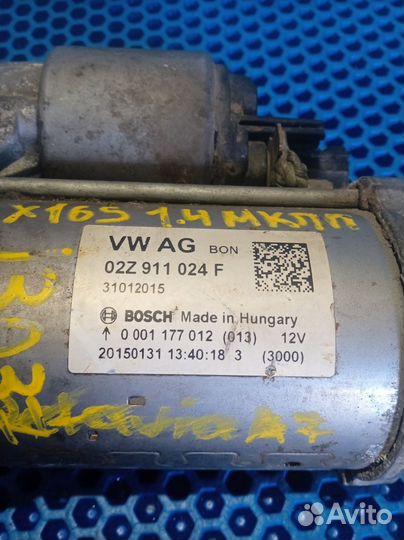 x165 1.4 МКПП
VW AG BON
02Z 911 024 F
31012015
BOSCH Made in Hungary
↑ 0 001 177 012 (013) 12V
20150131 13:40:18 3 (3000)
A7
Avito